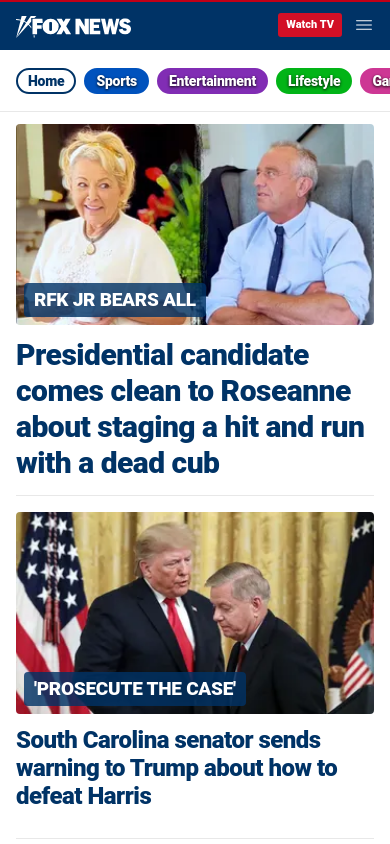 FOX NEWS
Watch TV
Home Sports Entertainment Lifestyle Ga
RFK JR BEARS ALL
Presidential candidate
comes clean to Roseanne
about staging a hit and run
with a dead cub
'PROSECUTE THE CASE'
South Carolina senator sends
warning to Trump about how to
defeat Harris